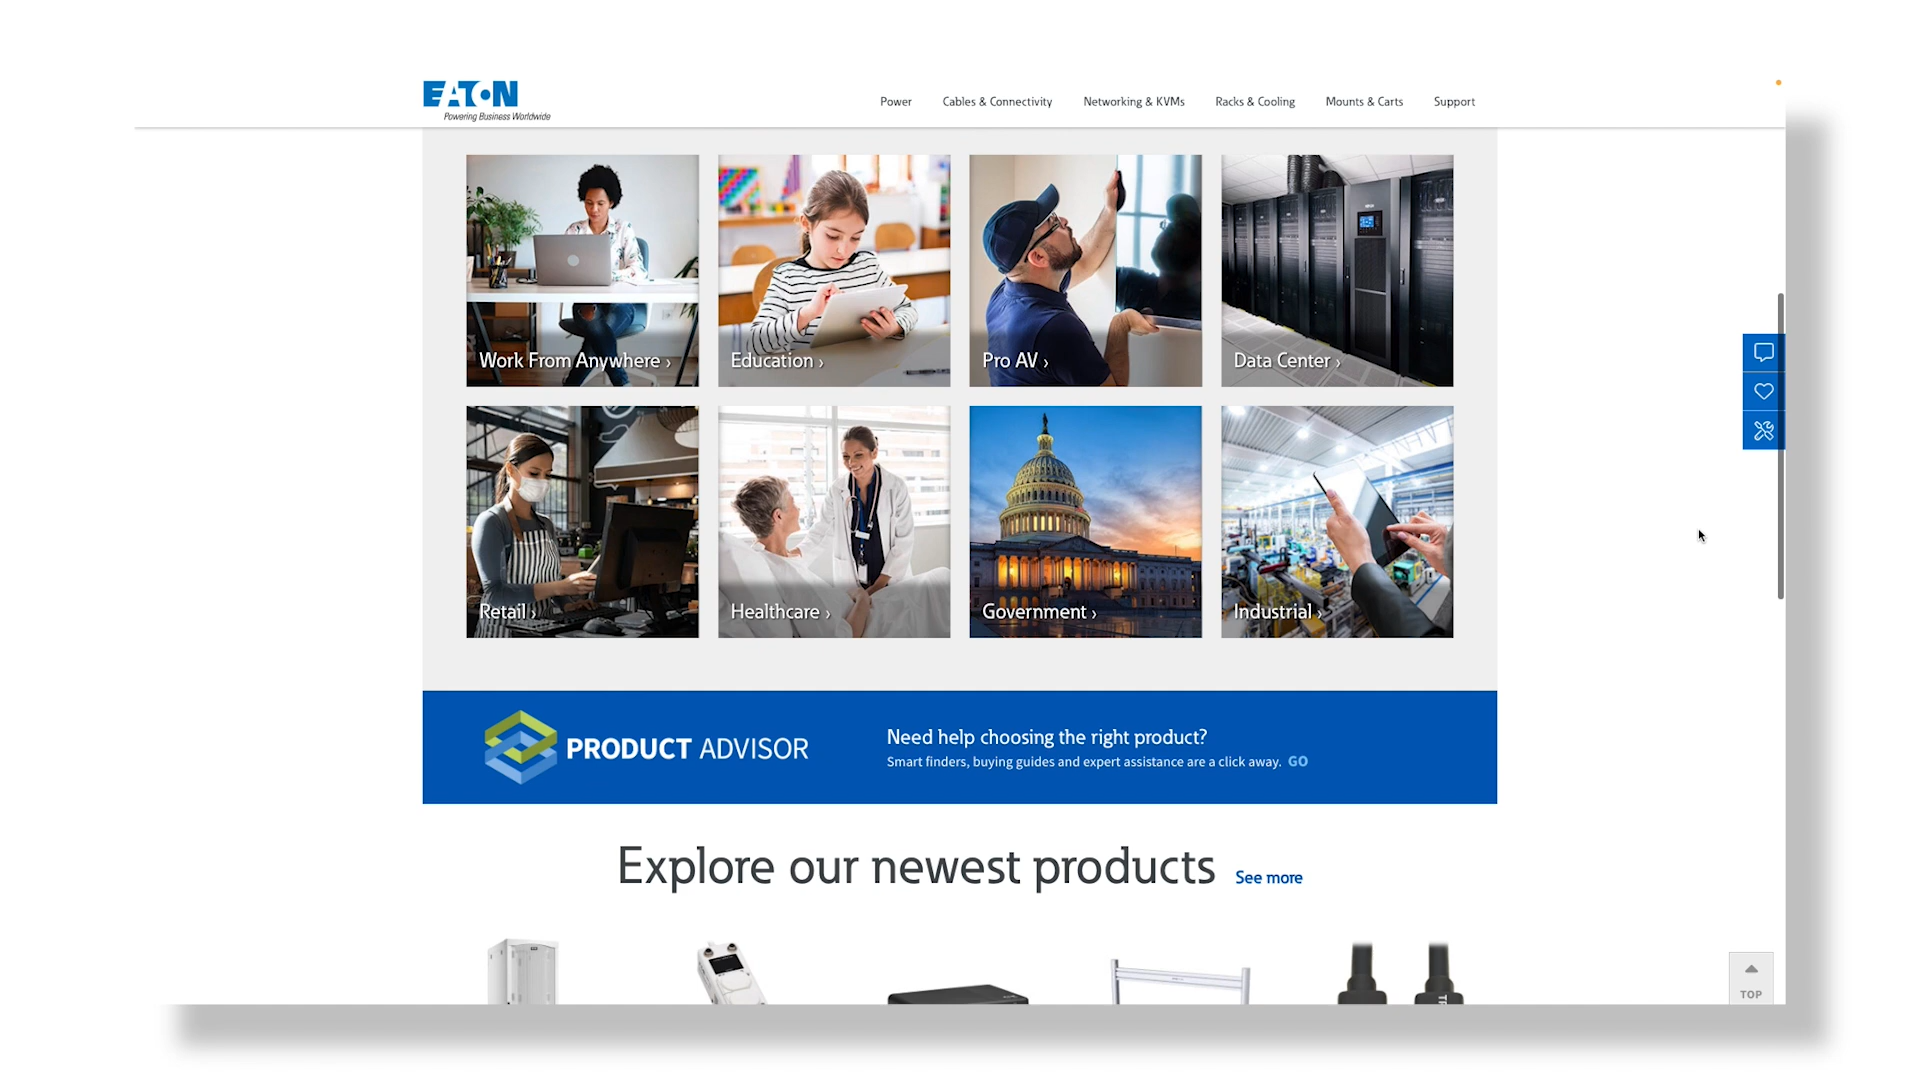 EATON
Powering Business Worldwide
Power
Cables & Connectivity
Networking & KVMs
Racks & Cooling
Mounts & Carts
Support
Work From Anywhere ›
Education ›
Pro AV ›
Data Center ›
Retail ›
Healthcare ›
Government ›
Industrial ›
PRODUCT ADVISOR
Need help choosing the right product?
Smart finders, buying guides and expert assistance are a click away. GO
Explore our newest products See more
TOP